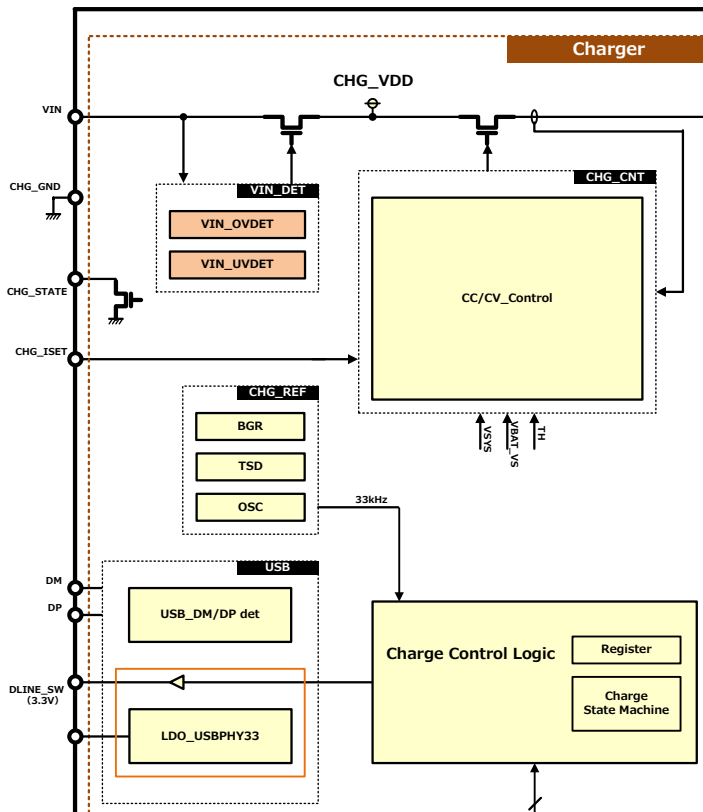 Charger
CHG_VDD
VIN
VIN_DET
VIN_OVDET
VIN_UVDET
CHG_CNT
CC/CV_Control
CHG_GND
CHG_STATE
CHG_ISET
VSYS
VBAT_VS
TH
CHG_REF
BGR
TSD
OSC
33kHz
USB
DM
DP
USB_DM/DP det
DLINE_SW
(3.3V)
LDO_USBPHY33
Charge Control Logic
Register
Charge
State Machine